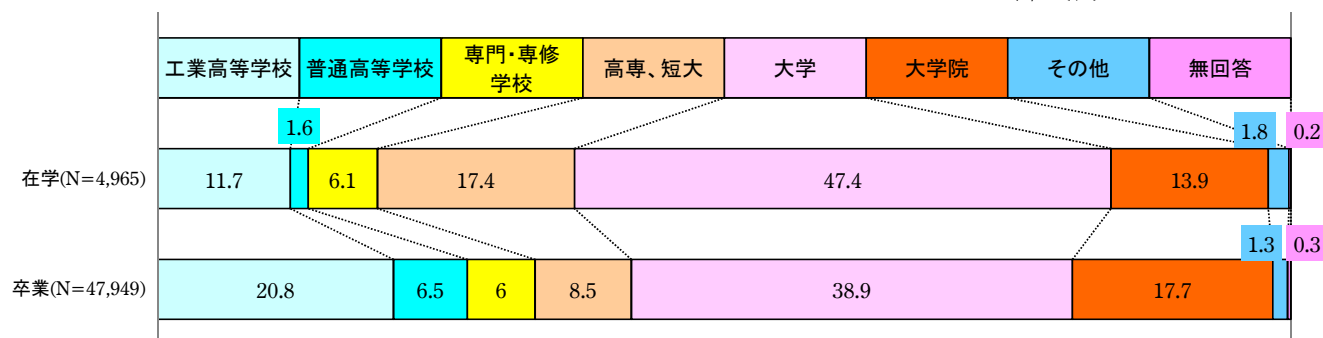 工業高等学校 普通高等学校 専門・専修 高専、短大 大学 大学院 その他 無回答
学校
1.6 1.8 0.2
在学(N=4,965) 11.7 6.1 17.4 47.4 13.9
1.3 0.3
卒業(N=47,949) 20.8 6.5 6 8.5 38.9 17.7